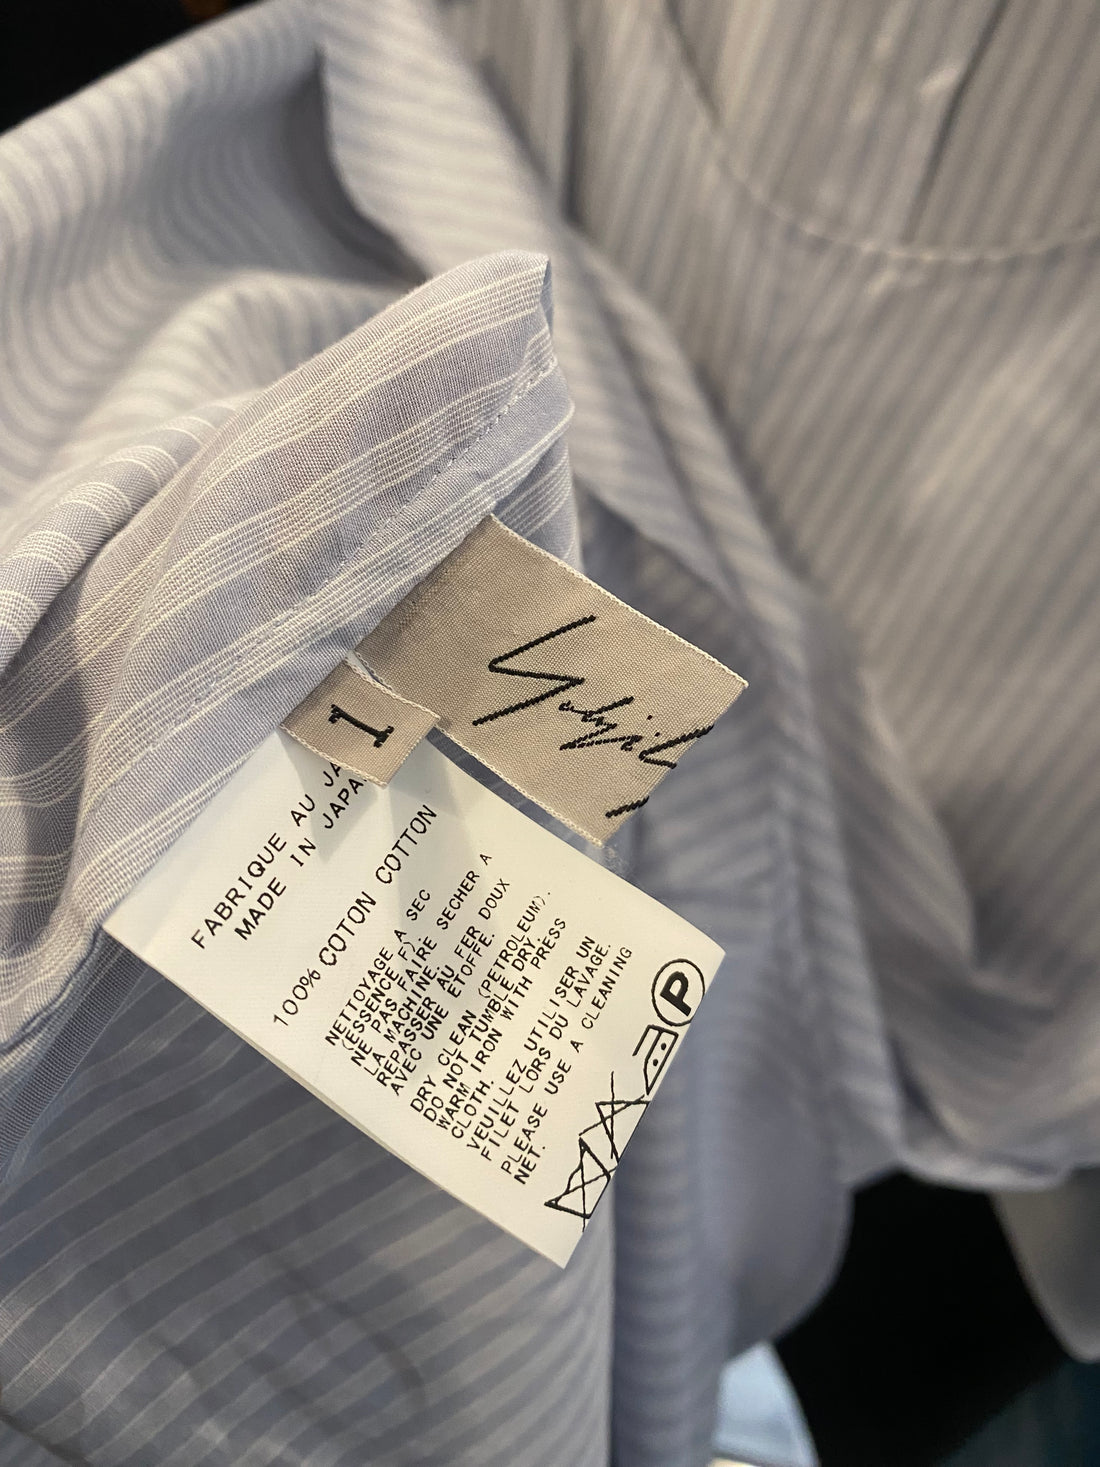 1
FABRIQUE AU JA
MADE IN JAPA
100% COTON COTTON
NETTOYAGE A SEC
(ESSENCE F).
NE PAS FAIRE SECHER A
LA MACHINE.
REPASSER AU FER DOUX
AVEC UNE ETOFFE.
DRY CLEAN (PETROLEUM).
DO NOT TUMBLE DRY.
WARM IRON WITH PRESS
CLOTH.
VEUILLEZ UTILISER UN
FILET LORS DU LAVAGE.
PLEASE USE A CLEANING
NET.
P